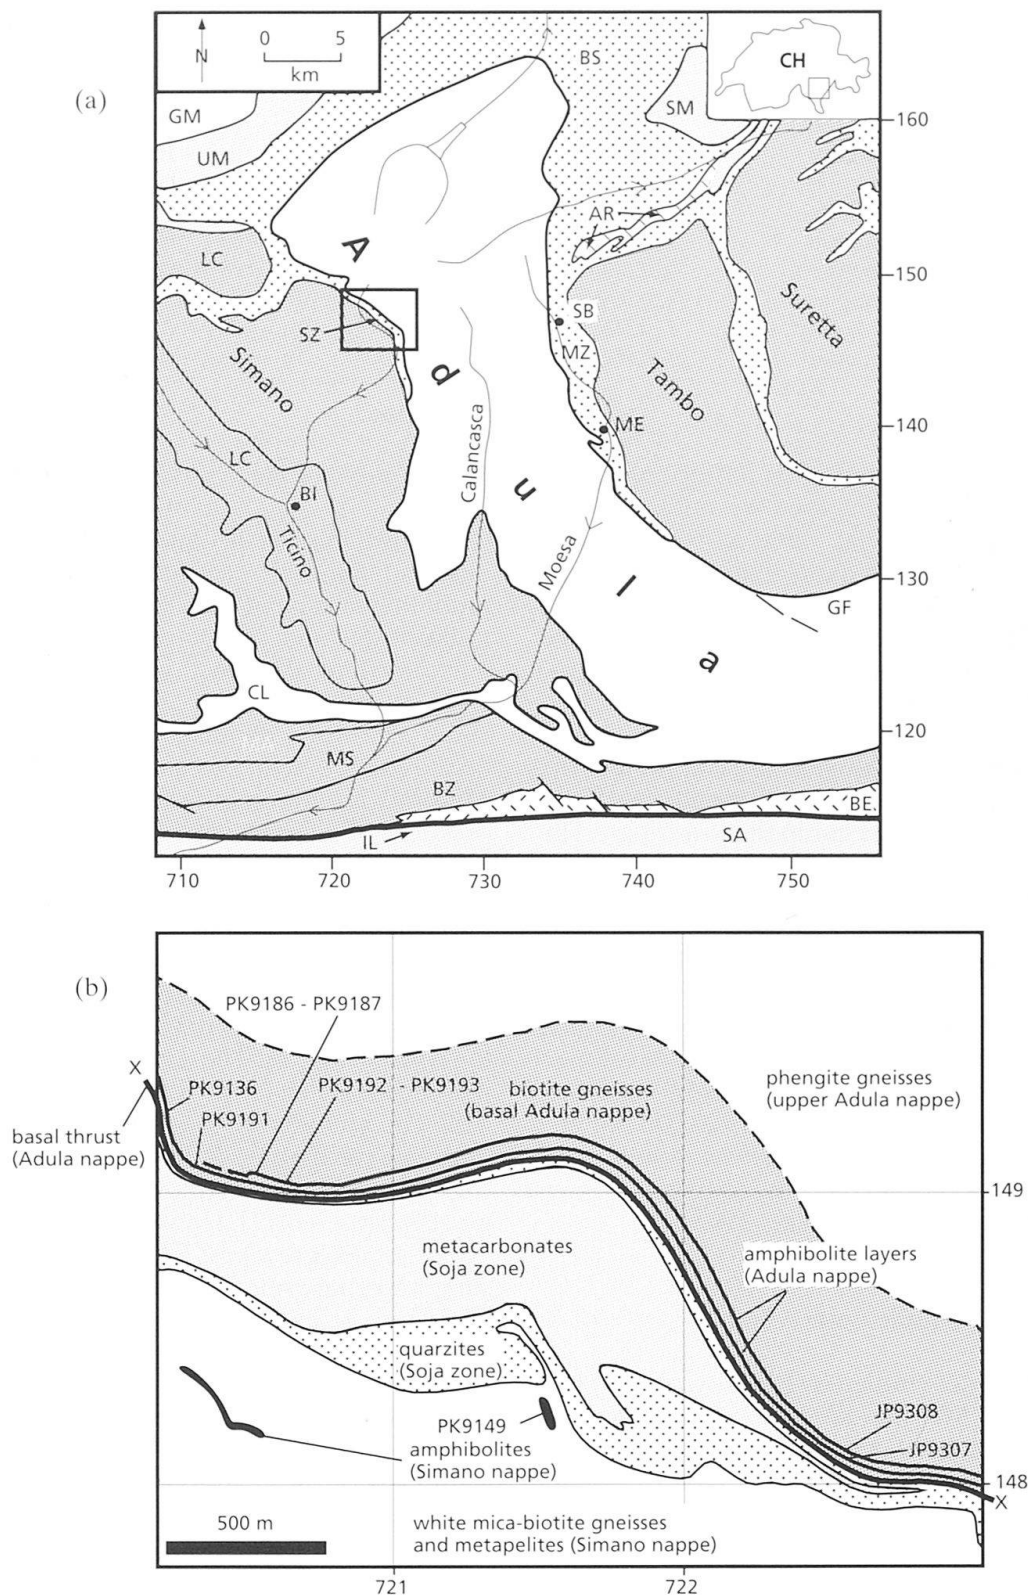 (a)
N
0 5
km
GM
UM
BS
SM
CH
160
AR
LC
A
150
SZ
SB
Suretta
MZ
Simano
d
Tambo
ME
140
Calancasca
LC
BI
u
Ticino
Moesa
l
130
GF
a
CL
120
MS
BZ
BE
IL
SA
710 720 730 740 750
(b)
PK9186 - PK9187
X
PK9136
PK9192 - PK9193
biotite gneisses
(basal Adula nappe)
phengite gneisses
(upper Adula nappe)
PK9191
basal thrust
(Adula nappe)
149
metacarbonates
(Soja zone)
amphibolite layers
(Adula nappe)
quarzites
(Soja zone)
JP9308
PK9149
JP9307
amphibolites
(Simano nappe)
148
X
500 m
white mica-biotite gneisses
and metapelites (Simano nappe)
721 722